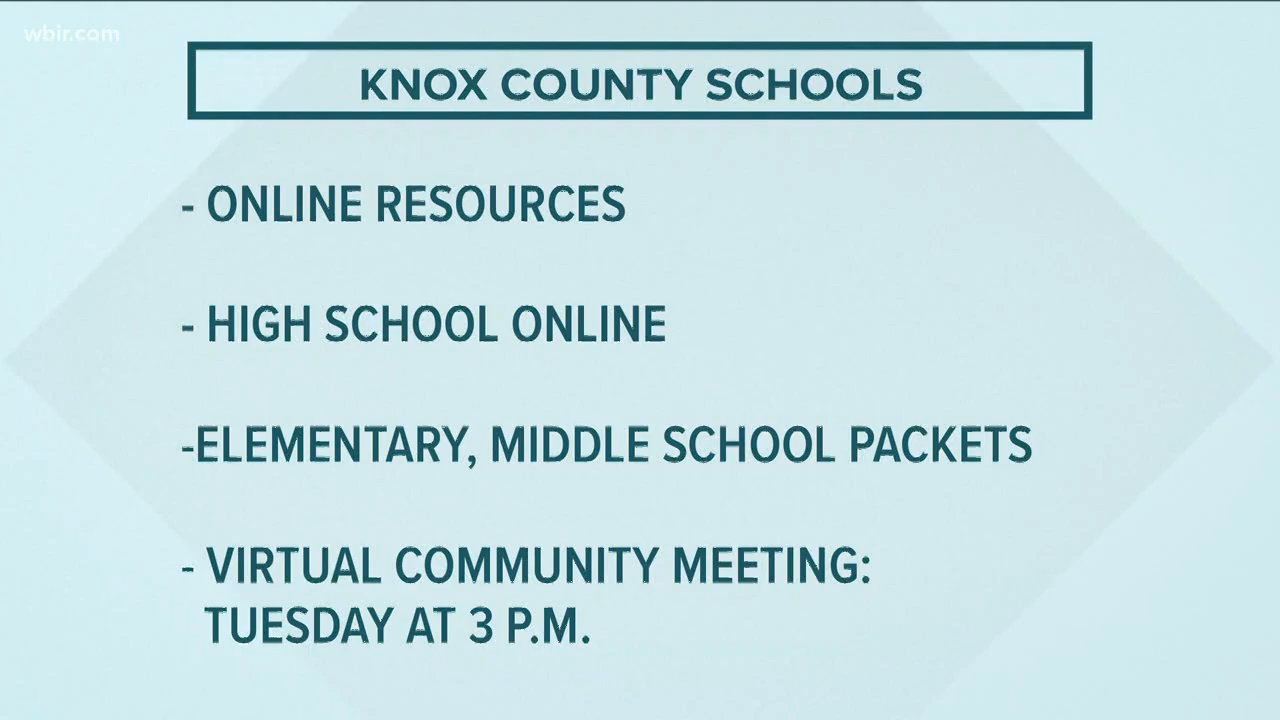 wbir.com
KNOX COUNTY SCHOOLS
- ONLINE RESOURCES
- HIGH SCHOOL ONLINE
-ELEMENTARY, MIDDLE SCHOOL PACKETS
- VIRTUAL COMMUNITY MEETING:
TUESDAY AT 3 P.M.